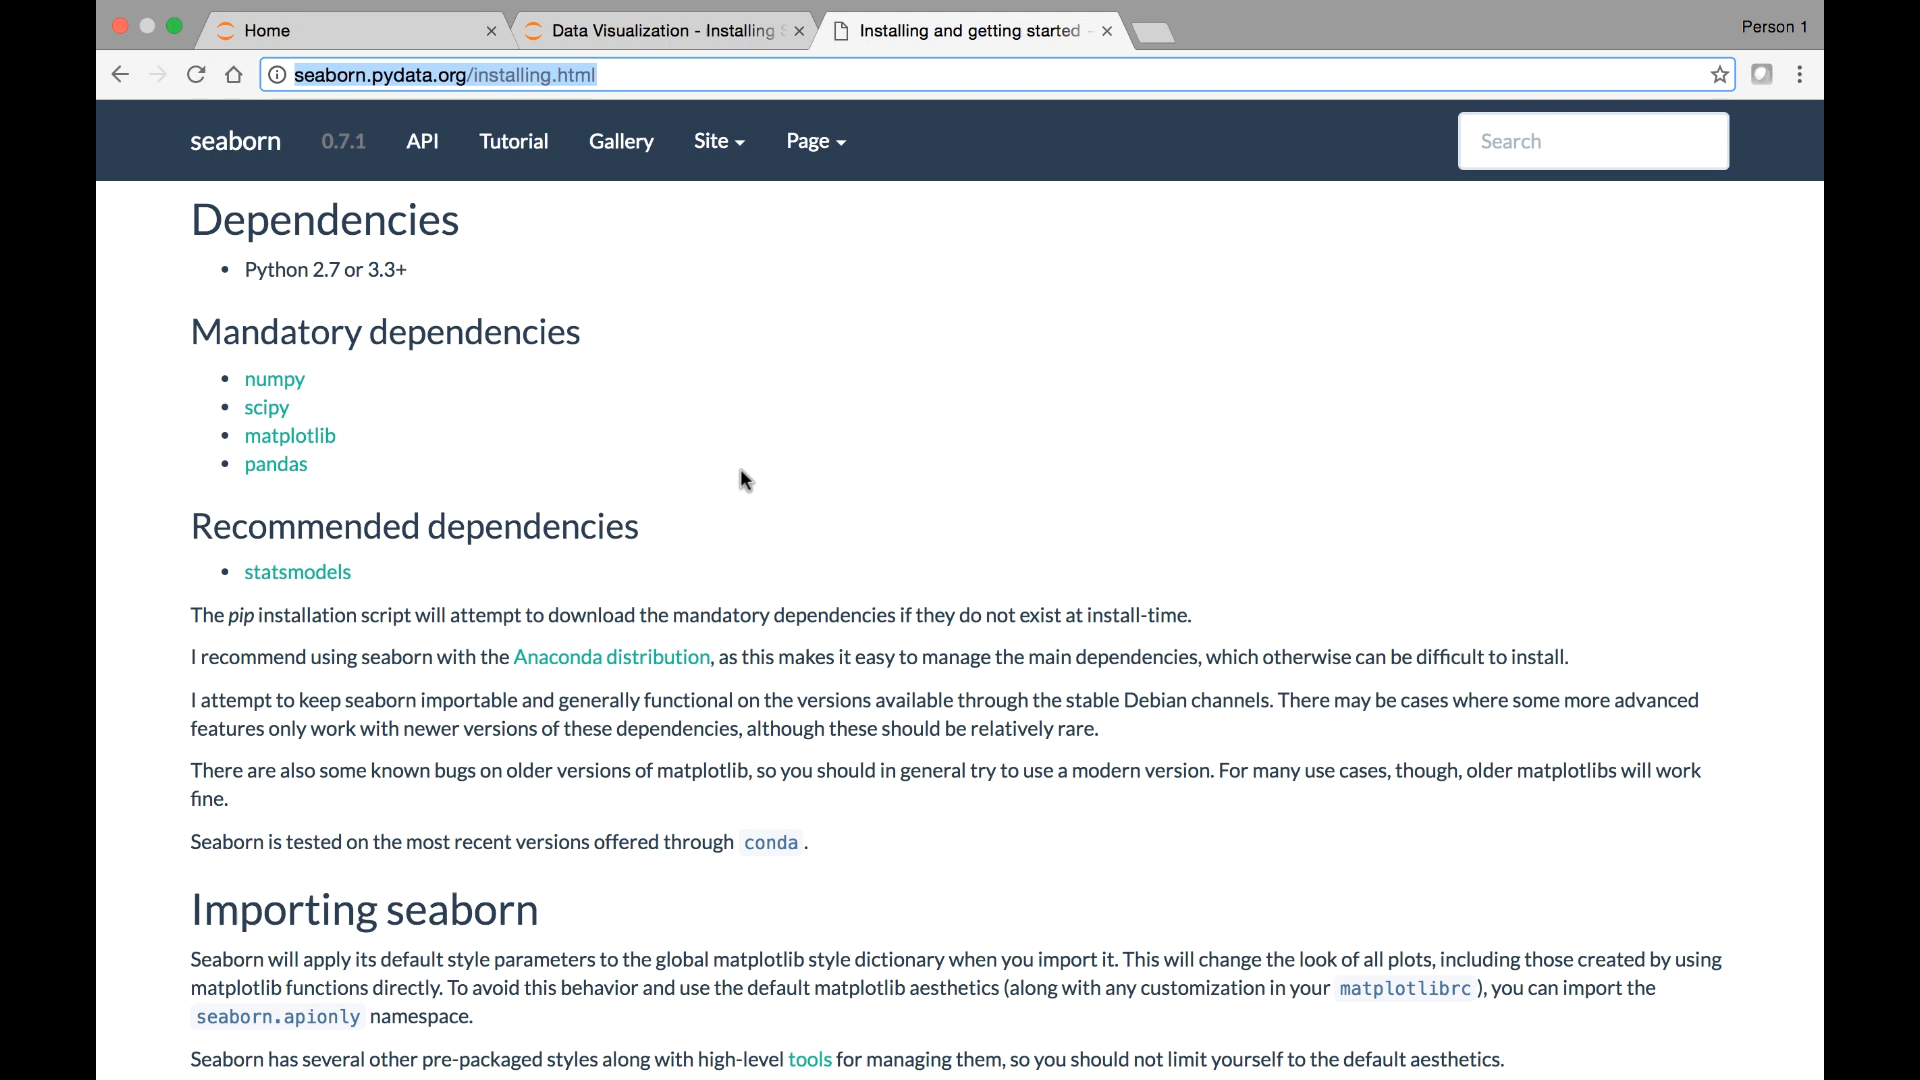 Home
Data Visualization - Installing S
Installing and getting started -
Person 1
seaborn.pydata.org/installing.html
seaborn 0.7.1 API Tutorial Gallery Site Page Search
Dependencies
• Python 2.7 or 3.3+
Mandatory dependencies
• numpy
• scipy
• matplotlib
• pandas
Recommended dependencies
• statsmodels
The pip installation script will attempt to download the mandatory dependencies if they do not exist at install-time.
I recommend using seaborn with the Anaconda distribution, as this makes it easy to manage the main dependencies, which otherwise can be difficult to install.
I attempt to keep seaborn importable and generally functional on the versions available through the stable Debian channels. There may be cases where some more advanced
features only work with newer versions of these dependencies, although these should be relatively rare.
There are also some known bugs on older versions of matplotlib, so you should in general try to use a modern version. For many use cases, though, older matplotlibs will work
fine.
Seaborn is tested on the most recent versions offered through conda .
Importing seaborn
Seaborn will apply its default style parameters to the global matplotlib style dictionary when you import it. This will change the look of all plots, including those created by using
matplotlib functions directly. To avoid this behavior and use the default matplotlib aesthetics (along with any customization in your matplotlibrc ), you can import the
seaborn.apionly namespace.
Seaborn has several other pre-packaged styles along with high-level tools for managing them, so you should not limit yourself to the default aesthetics.